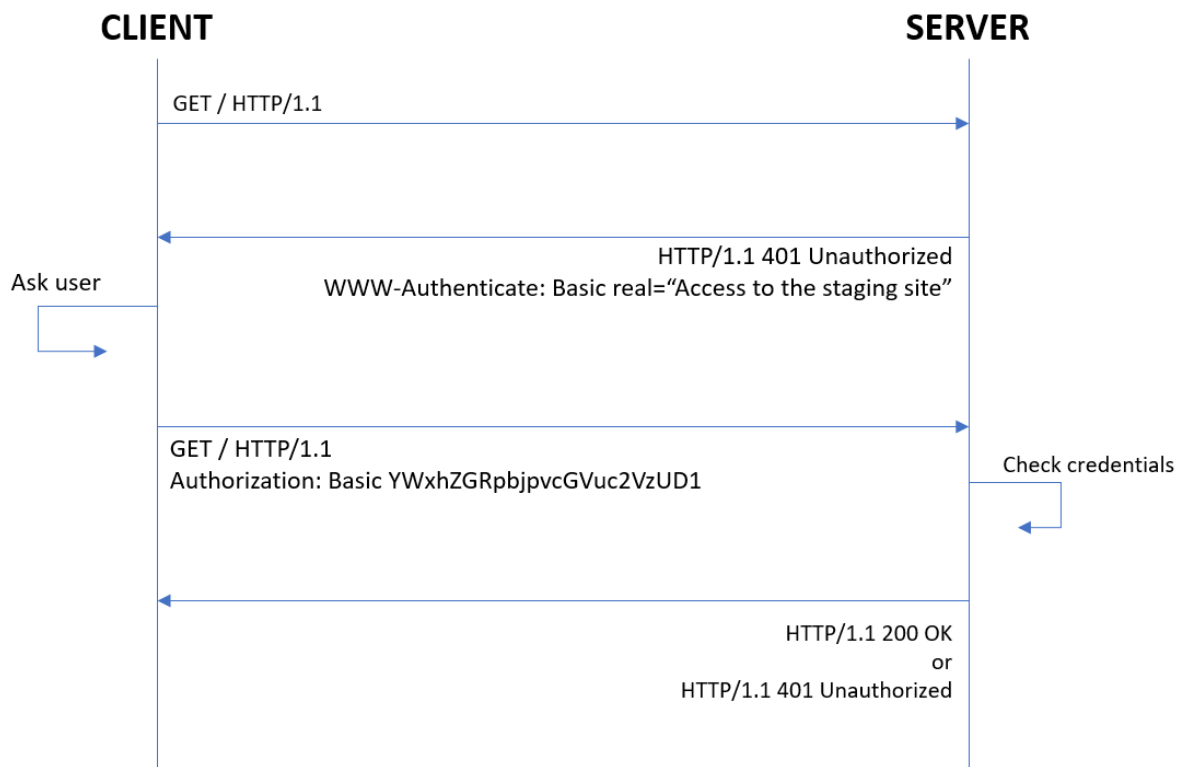 CLIENT
SERVER
GET / HTTP/1.1
HTTP/1.1 401 Unauthorized
WWW-Authenticate: Basic real=“Access to the staging site”
Ask user
GET / HTTP/1.1
Authorization: Basic YWxhZGRpbjpvcGVuc2VzUD1
Check credentials
HTTP/1.1 200 OK
or
HTTP/1.1 401 Unauthorized